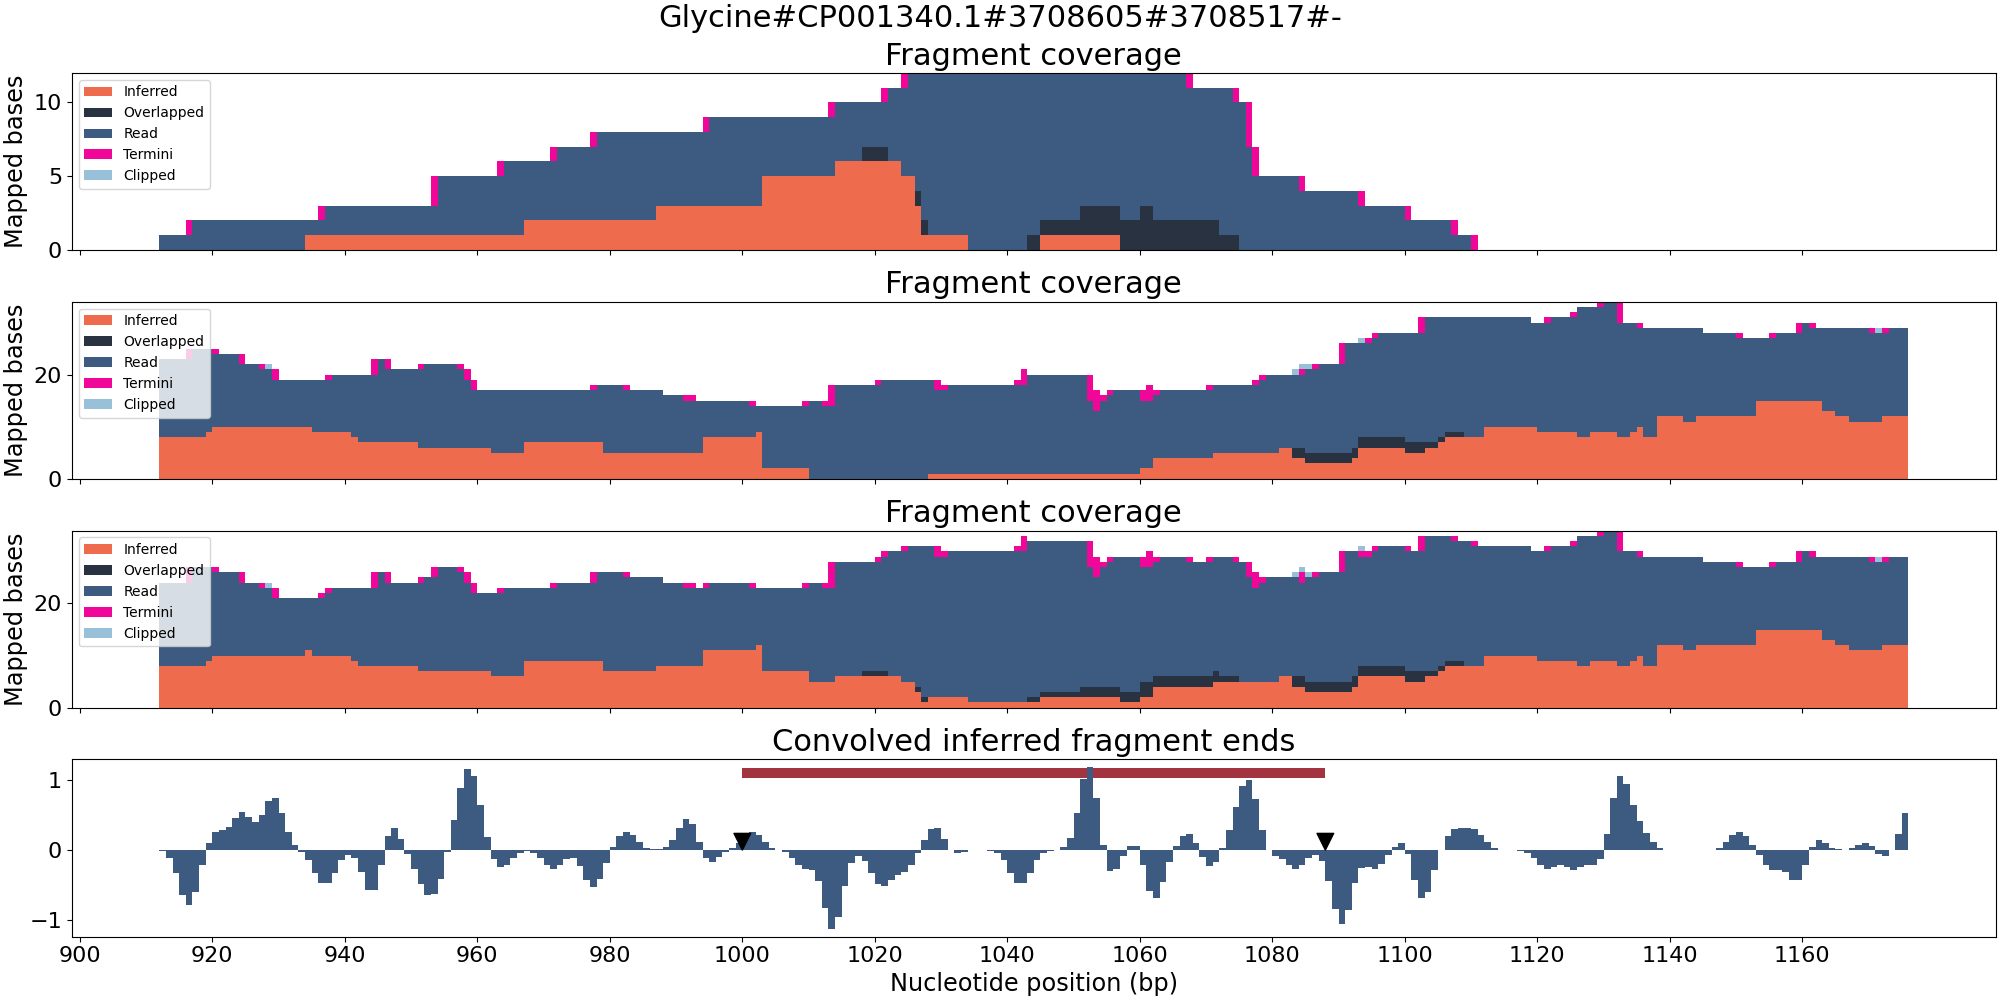 Glycine#CP001340.1#3708605#3708517#-
Fragment coverage
Mapped bases
10
5
0
Inferred
Overlapped
Read
Termini
Clipped
Fragment coverage
Mapped bases
20
0
Inferred
Overlapped
Read
Termini
Clipped
Fragment coverage
Mapped bases
20
0
Inferred
Overlapped
Read
Termini
Clipped
Convolved inferred fragment ends
1
0
−1
900 920 940 960 980 1000 1020 1040 1060 1080 1100 1120 1140 1160
Nucleotide position (bp)